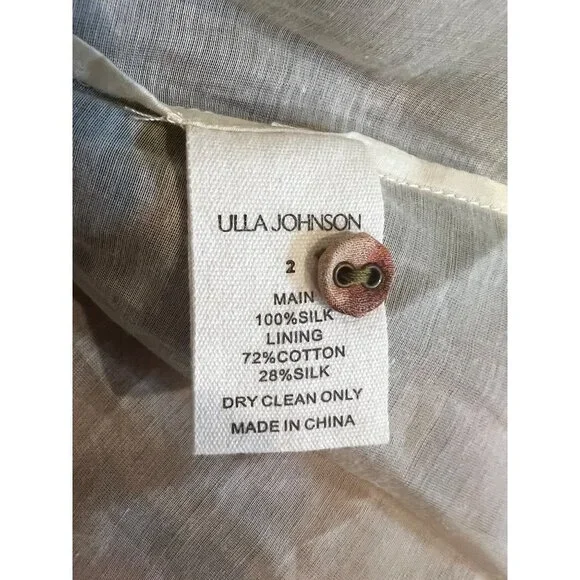 ULLA JOHNSON
2
MAIN
100%SILK
LINING
72%COTTON
28%SILK
DRY CLEAN ONLY
MADE IN CHINA